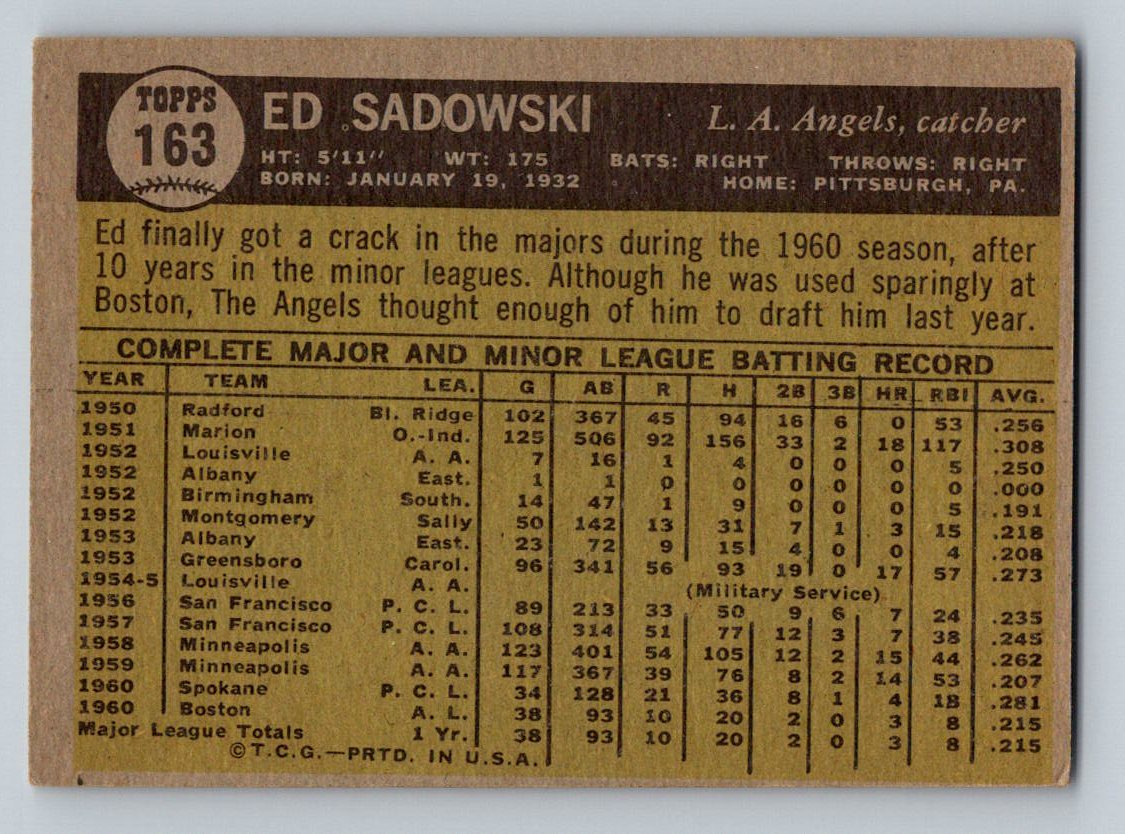 TOPPS
163
ED SADOWSKI L. A. Angels, catcher
HT: 5'11" WT: 175 BATS: RIGHT THROWS: RIGHT
BORN: JANUARY 19, 1932 HOME: PITTSBURGH, PA.
Ed finally got a crack in the majors during the 1960 season, after
10 years in the minor leagues. Although he was used sparingly at
Boston, The Angels thought enough of him to draft him last year.
COMPLETE MAJOR AND MINOR LEAGUE BATTING RECORD
YEAR TEAM LEA. G AB R H 2B 3B HR RBI AVG.
1950 Radford Bl. Ridge 102 367 45 94 16 6 0 53 .256
1951 Marion O.-Ind. 125 506 92 156 33 2 18 117 .308
1952 Louisville A. A. 7 16 1 4 0 0 0 5 .250
1952 Albany East. 1 1 0 0 0 0 0 0 .000
1952 Birmingham South. 14 47 1 9 0 0 0 5 .191
1952 Montgomery Sally 50 142 13 31 7 1 3 15 .218
1953 Albany East. 23 72 9 15 4 0 0 4 .208
1953 Greensboro Carol. 96 341 56 93 19 0 17 57 .273
1954-5 Louisville A. A. (Military Service)
1956 San Francisco P. C. L. 89 213 33 50 9 6 7 24 .235
1957 San Francisco P. C. L. 108 314 51 77 12 3 7 38 .245
1958 Minneapolis A. A. 123 401 54 105 12 2 15 44 .262
1959 Minneapolis A. A. 117 367 39 76 8 2 14 53 .207
1960 Spokane P. C. L. 34 128 21 36 8 1 4 18 .281
1960 Boston A. L. 38 93 10 20 2 0 3 8 .215
Major League Totals 1 Yr. 38 93 10 20 2 0 3 8 .215
©T.C.G.—PRTD. IN U.S.A.